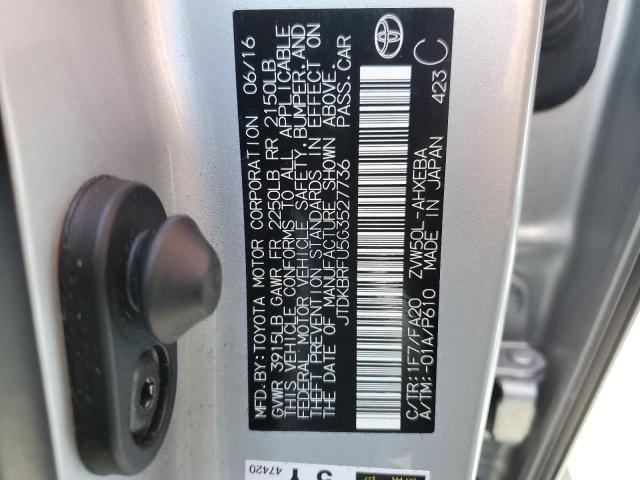 MFD.BY:TOYOTA MOTOR CORPORATION 06/16
GVWR 3915LB GAWR FR 2250LB RR 2150LB
THIS VEHICLE CONFORMS TO ALL APPLICABLE
FEDERAL MOTOR VEHICLE SAFETY, BUMPER, AND
THEFT PREVENTION STANDARDS IN EFFECT ON
THE DATE OF MANUFACTURE SHOWN ABOVE.
JTDKBRFU5G3527736 PASS.CAR
C/TR:1F7/FA20 ZVW50L-AHXEBA
A/TM:-01A/P610 MADE IN JAPAN
423 C
47420